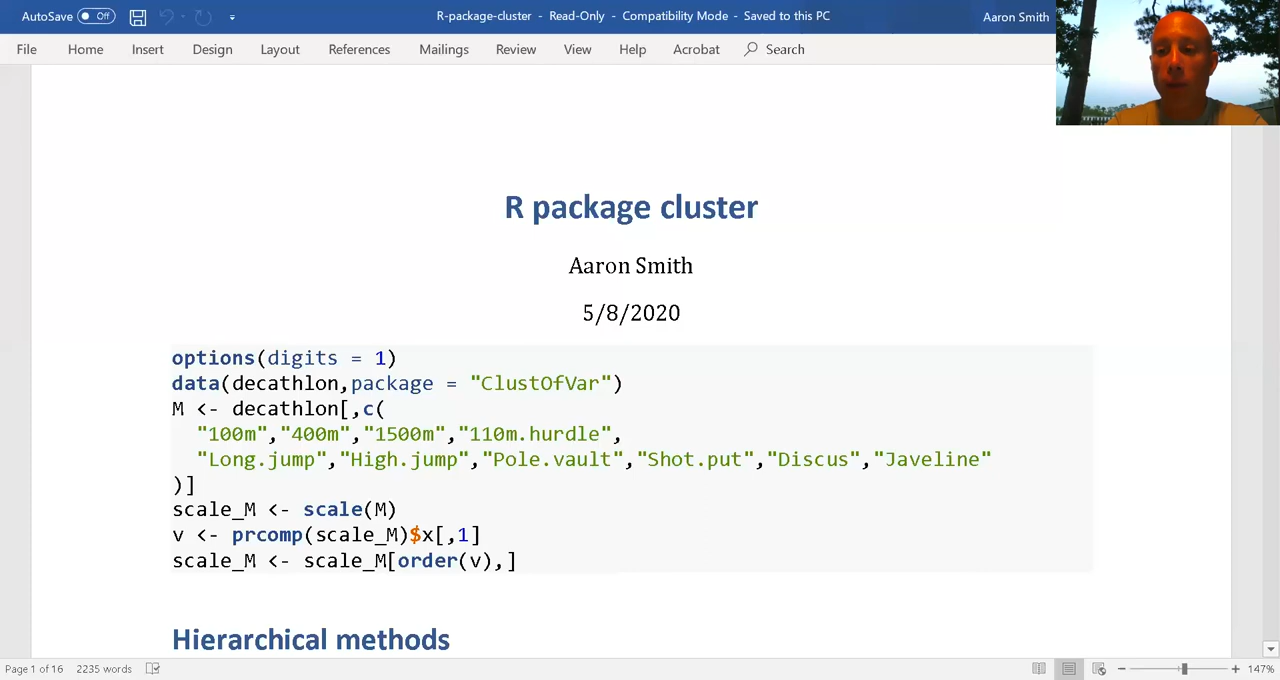 AutoSave Off
R-package-cluster - Read-Only - Compatibility Mode - Saved to this PC
Aaron Smith
File Home Insert Design Layout References Mailings Review View Help Acrobat Search
R package cluster
Aaron Smith
5/8/2020
options(digits = 1)
data(decathlon,package = "ClustOfVar")
M <- decathlon[,c(
"100m","400m","1500m","110m.hurdle",
"Long.jump","High.jump","Pole.vault","Shot.put","Discus","Javeline"
)]
scale_M <- scale(M)
v <- prcomp(scale_M)$x[,1]
scale_M <- scale_M[order(v),]
Hierarchical methods
Page 1 of 16 2235 words
147%